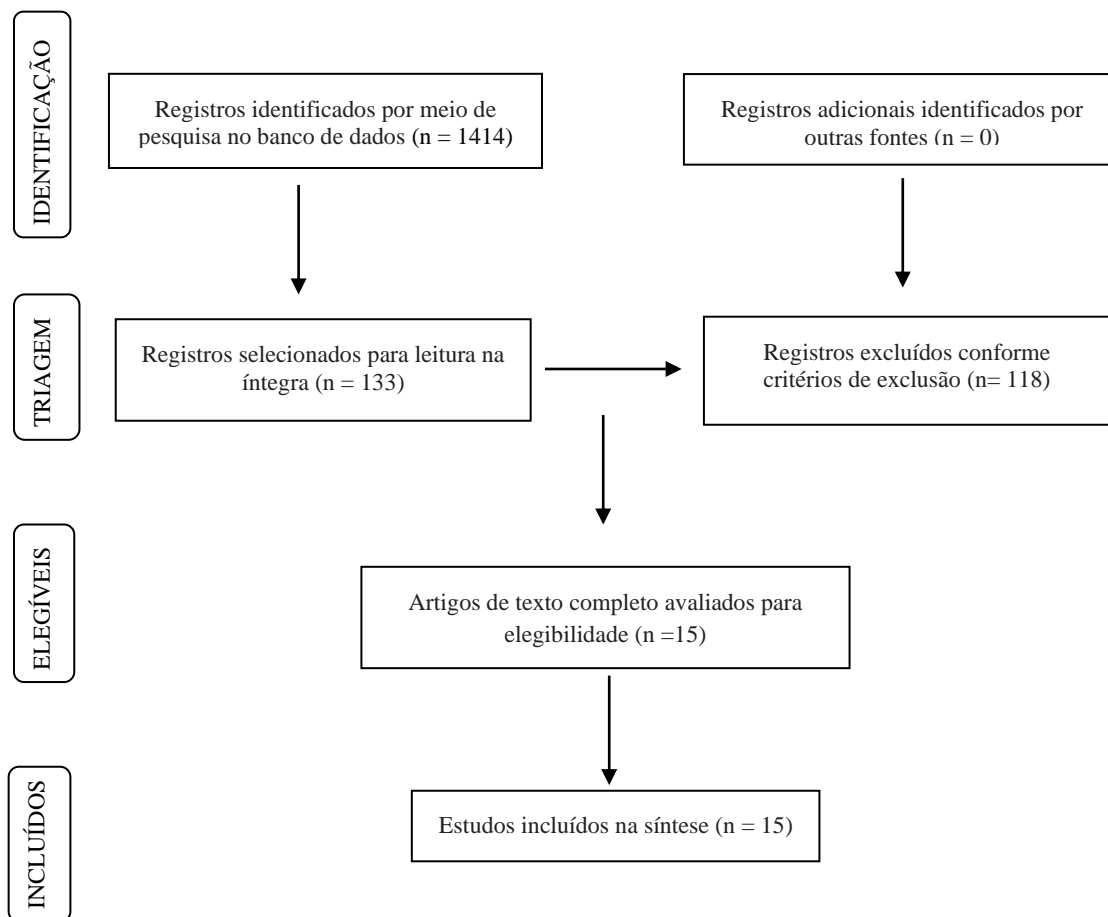 IDENTIFICAÇÃO
Registros identificados por meio de
pesquisa no banco de dados (n = 1414)
Registros adicionais identificados por
outras fontes (n = 0)
TRIAGEM
Registros selecionados para leitura na
íntegra (n = 133)
Registros excluídos conforme
critérios de exclusão (n= 118)
ELEGÍVEIS
Artigos de texto completo avaliados para
elegibilidade (n =15)
INCLUÍDOS
Estudos incluídos na síntese (n = 15)